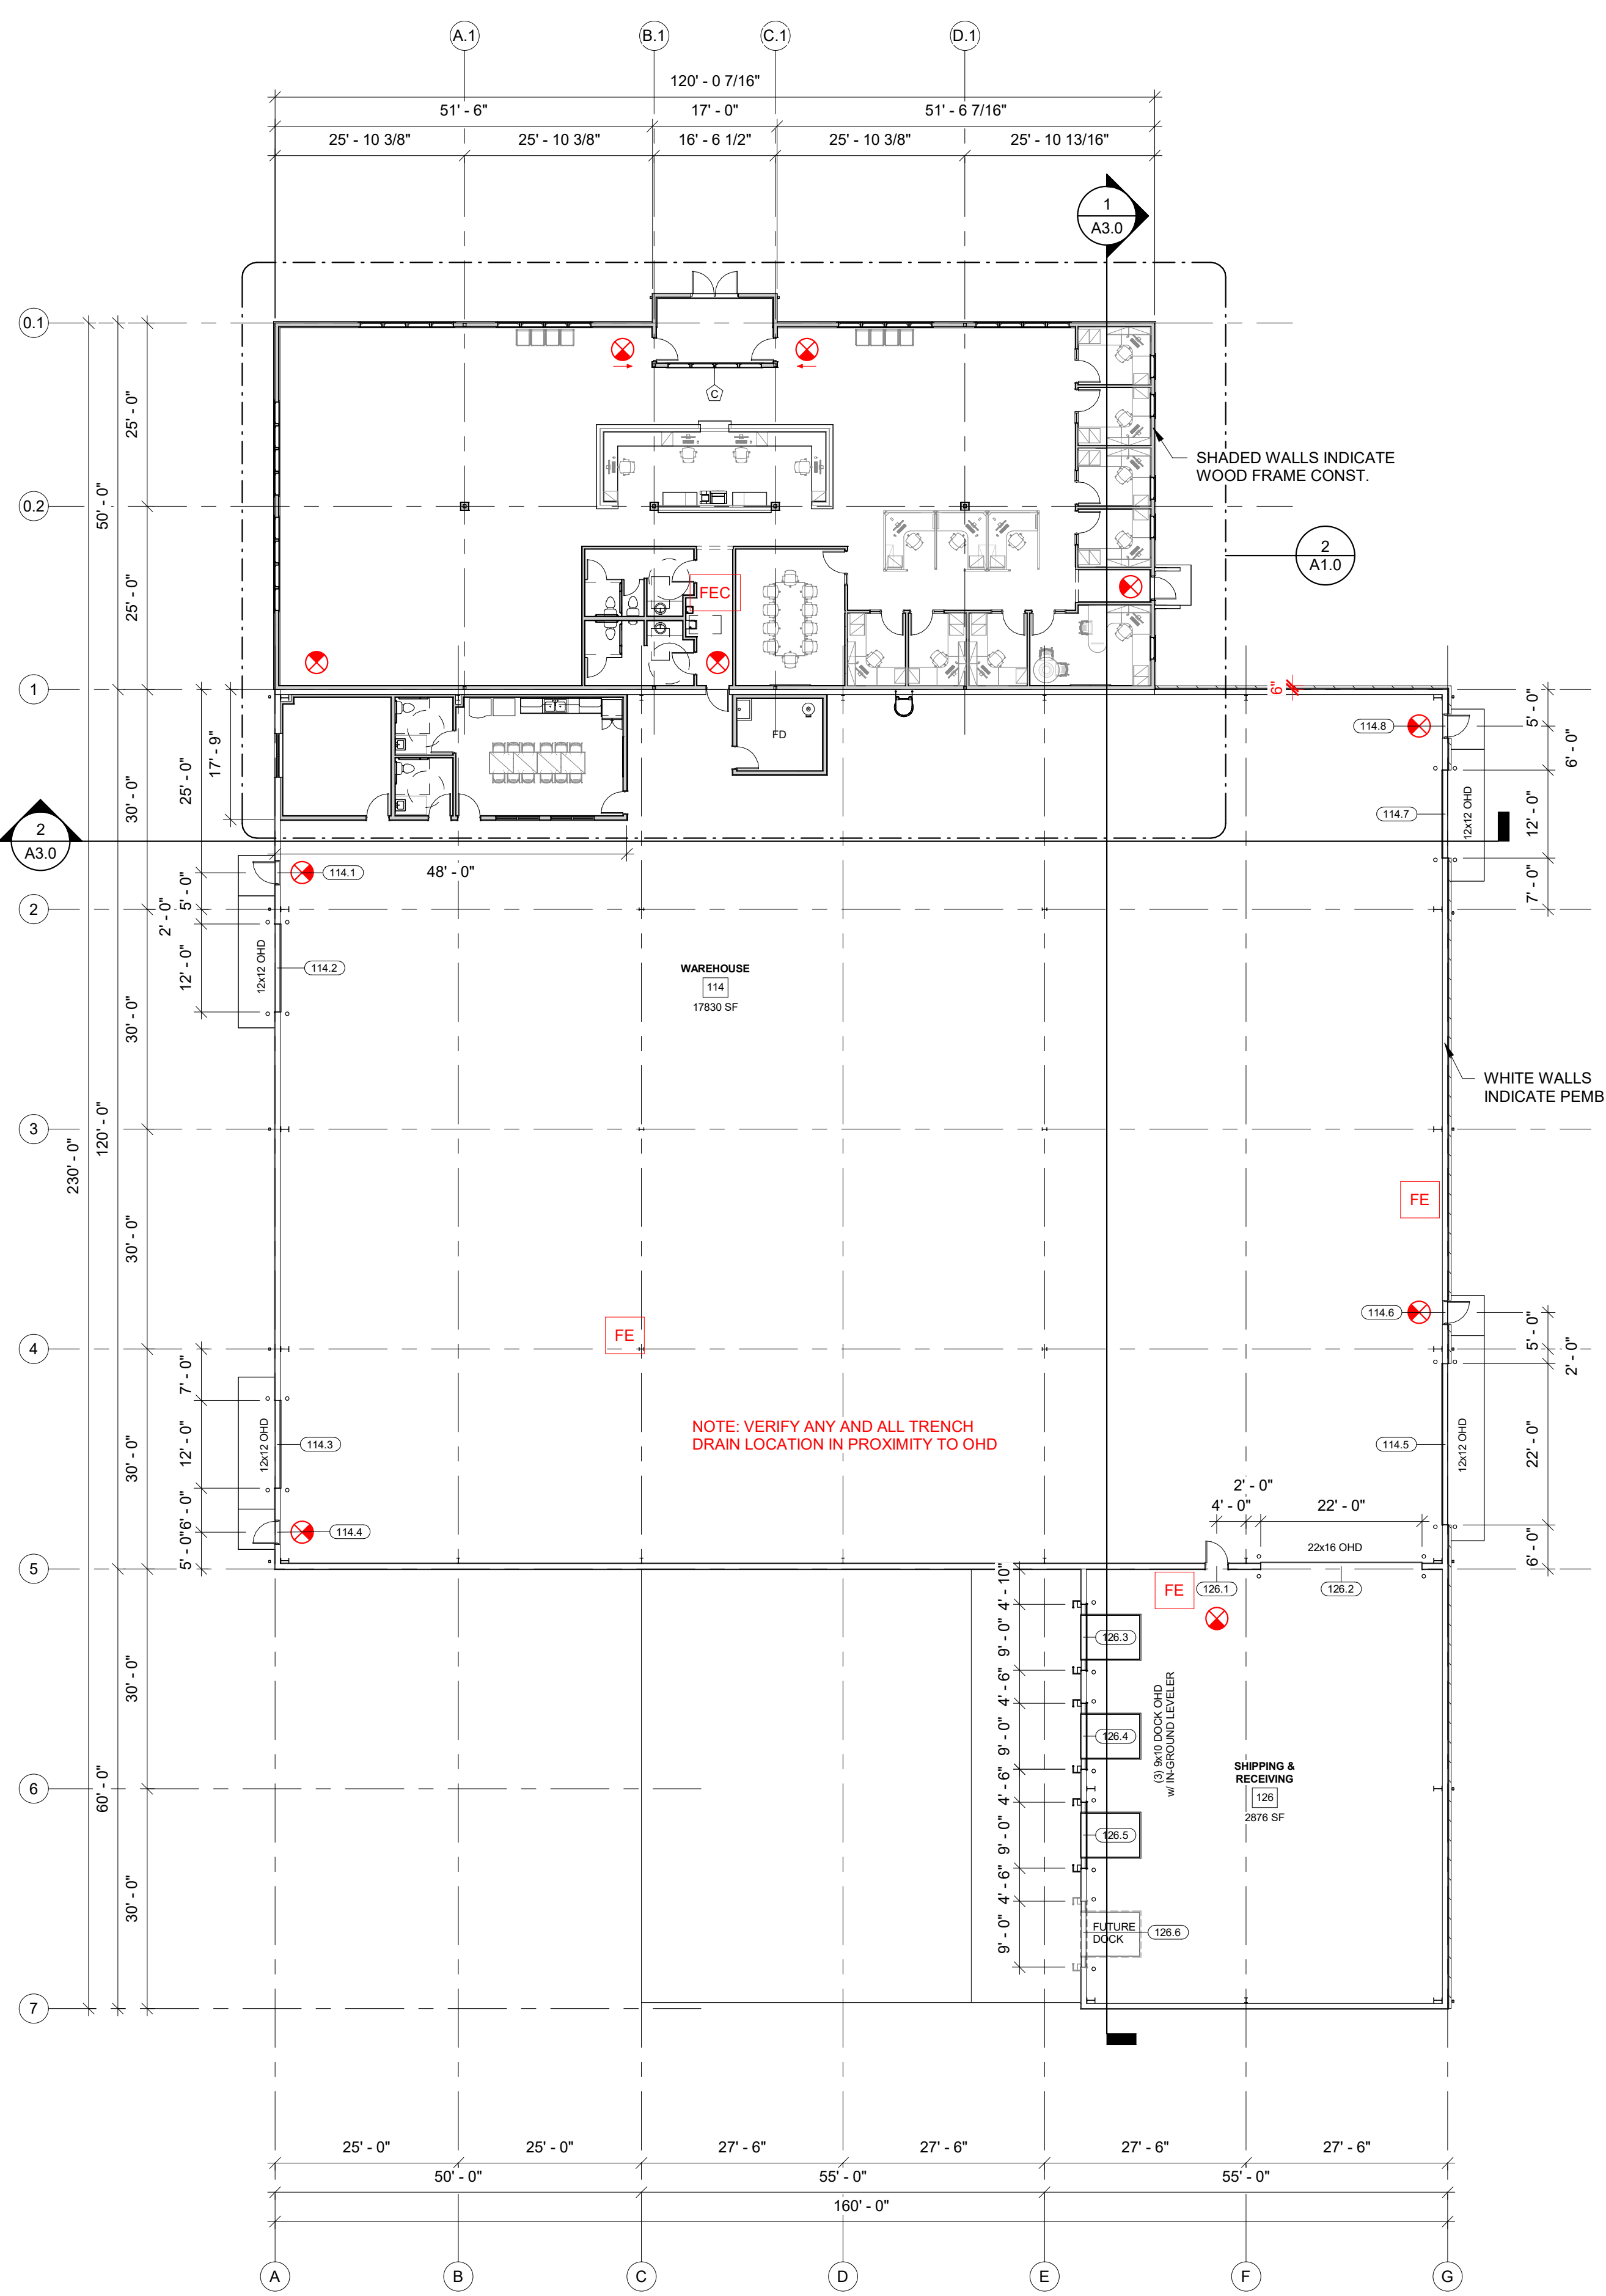 A.1
B.1
C.1
D.1
120' - 0 7/16"
51' - 6"
17' - 0"
51' - 6 7/16"
25' - 10 3/8"
25' - 10 3/8"
16' - 6 1/2"
25' - 10 3/8"
25' - 10 13/16"
1
A3.0
0.1
C
25' - 0"
SHADED WALLS INDICATE
WOOD FRAME CONST.
50' - 0"
0.2
2
A1.0
25' - 0"
FEC
1
6"
5' - 0"
114.8
6' - 0"
FD
17' - 9"
25' - 0"
30' - 0"
114.7
12x12 OHD
12' - 0"
2
A3.0
48' - 0"
114.1
5' - 0"
7' - 0"
2
2' - 0"
12x12 OHD
12' - 0"
114.2
WAREHOUSE
114
17830 SF
30' - 0"
WHITE WALLS
INDICATE PEMB
3
120' - 0"
230' - 0"
FE
30' - 0"
114.6
5' - 0"
FE
4
2' - 0"
7' - 0"
NOTE: VERIFY ANY AND ALL TRENCH
DRAIN LOCATION IN PROXIMITY TO OHD
12x12 OHD
12' - 0"
30' - 0"
114.3
114.5
12x12 OHD
22' - 0"
2' - 0"
4' - 0"
22' - 0"
6' - 0"
114.4
5' - 0"
22x16 OHD
6' - 0"
5
4' - 10"
FE
126.1
126.2
9' - 0"
126.3
30' - 0"
4' - 6"
(3) 9x10 DOCK OHD
w/ IN-GROUND LEVELER
9' - 0"
126.4
SHIPPING &
RECEIVING
126
2876 SF
6
60' - 0"
4' - 6"
9' - 0"
126.5
4' - 6"
30' - 0"
FUTURE
DOCK
126.6
9' - 0"
7
25' - 0"
25' - 0"
27' - 6"
27' - 6"
27' - 6"
27' - 6"
50' - 0"
55' - 0"
55' - 0"
160' - 0"
A
B
C
D
E
F
G